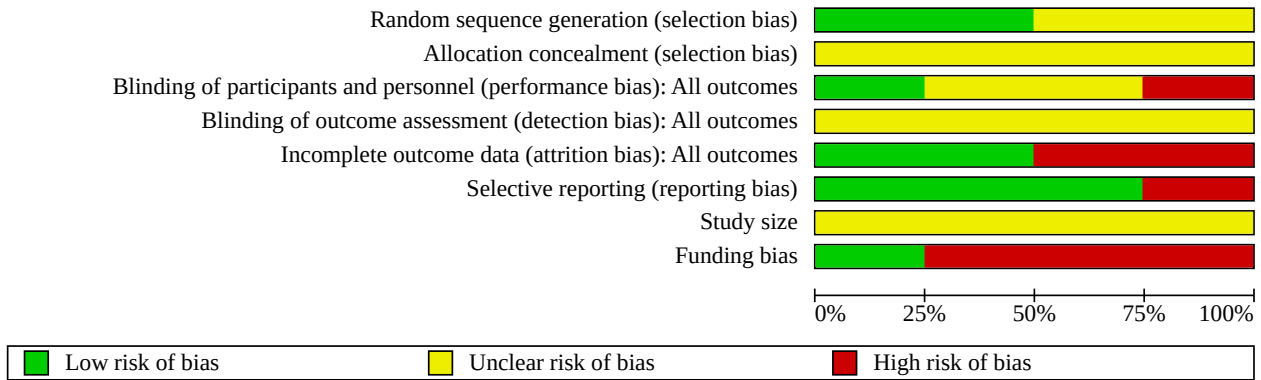 Random sequence generation (selection bias)
Allocation concealment (selection bias)
Blinding of participants and personnel (performance bias): All outcomes
Blinding of outcome assessment (detection bias): All outcomes
Incomplete outcome data (attrition bias): All outcomes
Selective reporting (reporting bias)
Study size
Funding bias
0% 25% 50% 75% 100%
Low risk of bias Unclear risk of bias High risk of bias